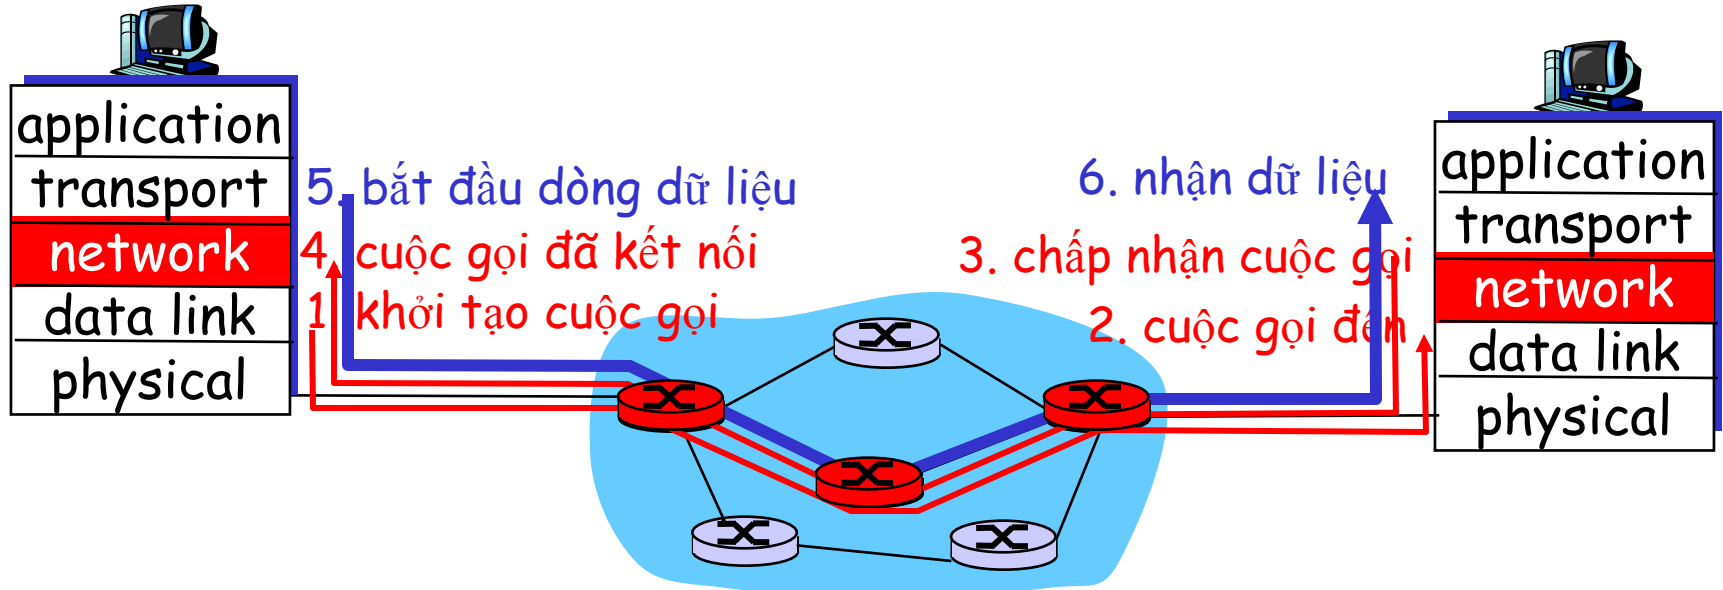 application
transport
network
data link
physical
5. bắt đầu dòng dữ liệu
4. cuộc gọi đã kết nối
1. khởi tạo cuộc gọi
6. nhận dữ liệu
3. chấp nhận cuộc gọi
2. cuộc gọi đến
application
transport
network
data link
physical